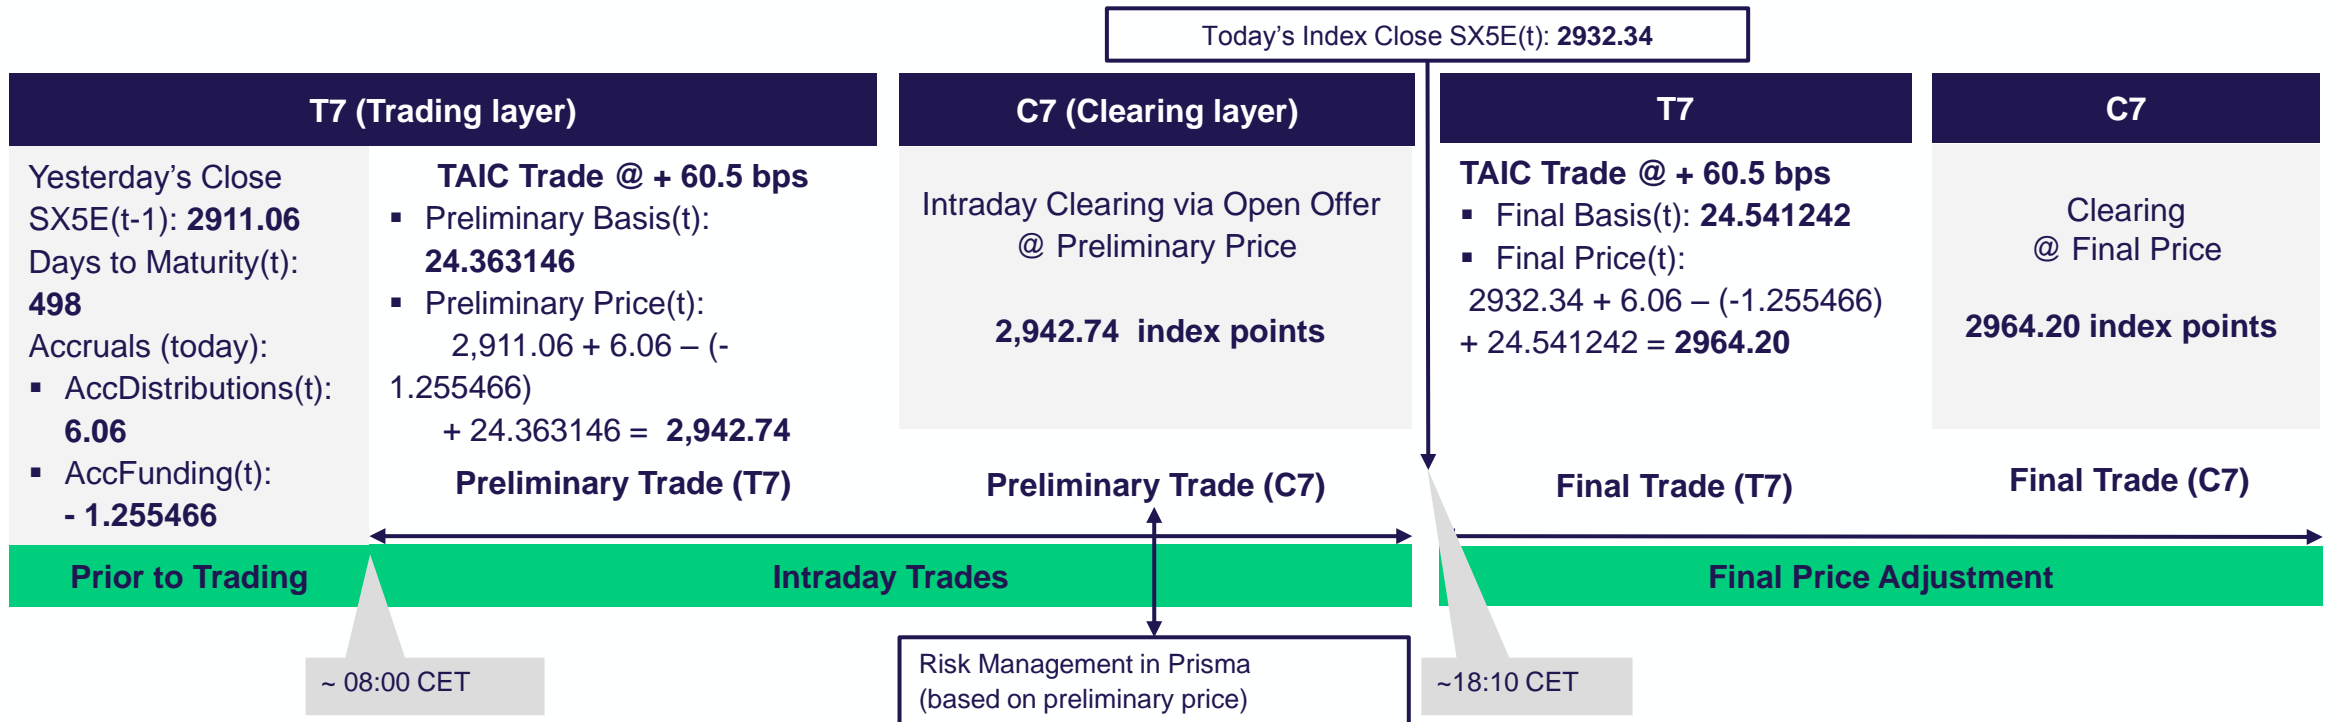 Today's Index Close SX5E(t): 2932.34
T7 (Trading layer)
C7 (Clearing layer)
T7
C7
Yesterday's Close
SX5E(t-1): 2911.06
Days to Maturity(t):
498
Accruals (today):
▪ AccDistributions(t):
6.06
▪ AccFunding(t):
- 1.255466
TAIC Trade @ + 60.5 bps
▪ Preliminary Basis(t):
24.363146
▪ Preliminary Price(t):
2,911.06 + 6.06 – (-
1.255466)
+ 24.363146 = 2,942.74
Preliminary Trade (T7)
Intraday Clearing via Open Offer
@ Preliminary Price
2,942.74 index points
Preliminary Trade (C7)
TAIC Trade @ + 60.5 bps
▪ Final Basis(t): 24.541242
▪ Final Price(t):
2932.34 + 6.06 – (-1.255466)
+ 24.541242 = 2964.20
Final Trade (T7)
Clearing
@ Final Price
2964.20 index points
Final Trade (C7)
Prior to Trading
Intraday Trades
Final Price Adjustment
~ 08:00 CET
Risk Management in Prisma
(based on preliminary price)
~18:10 CET